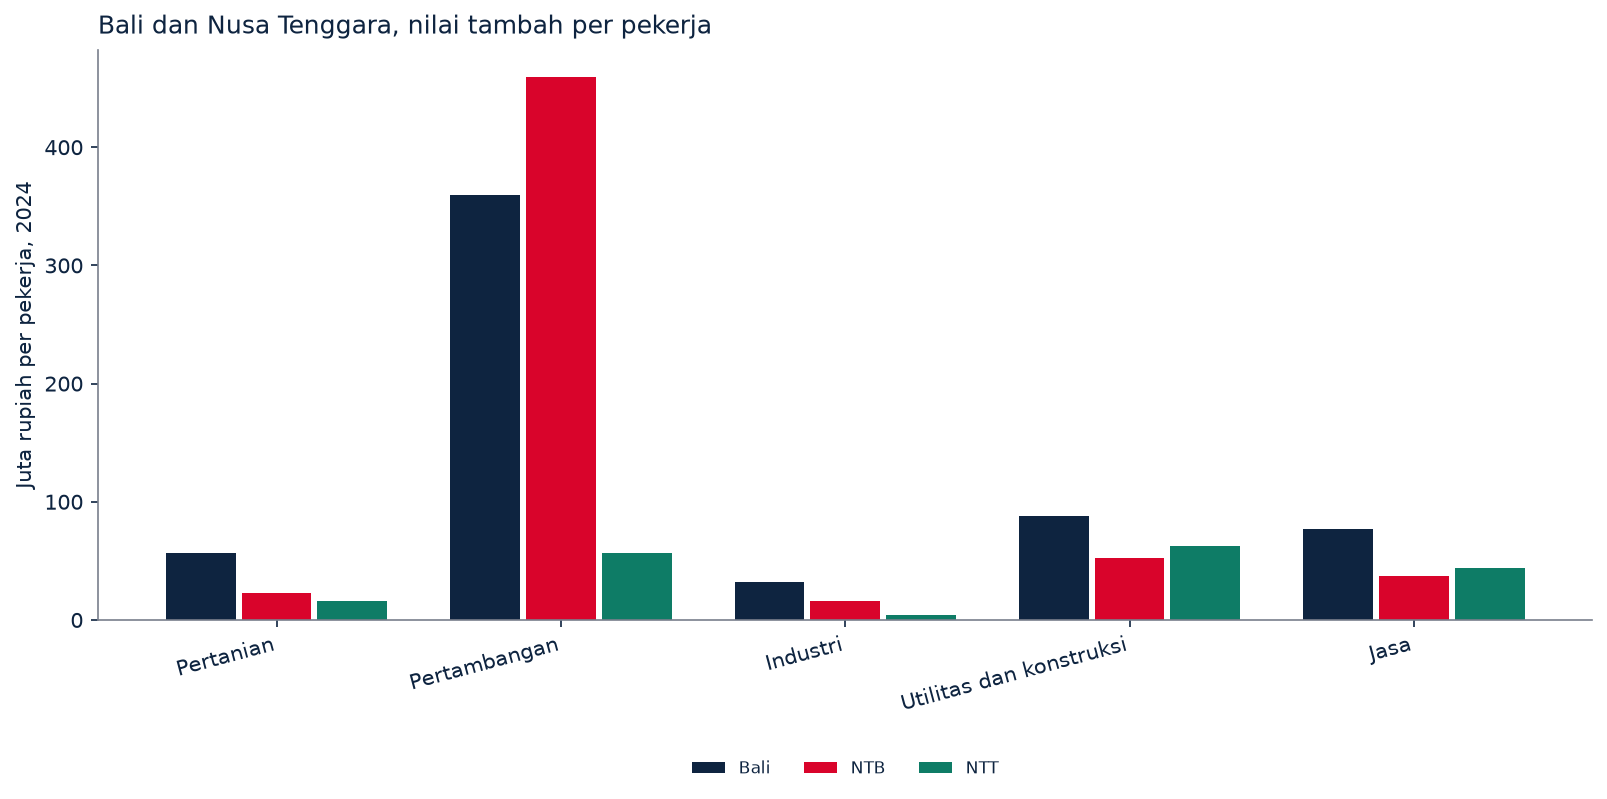 Bali dan Nusa Tenggara, nilai tambah per pekerja
Juta rupiah per pekerja, 2024
400
300
200
100
0
Pertanian
Pertambangan
Industri
Utilitas dan konstruksi
Jasa
Bali
NTB
NTT